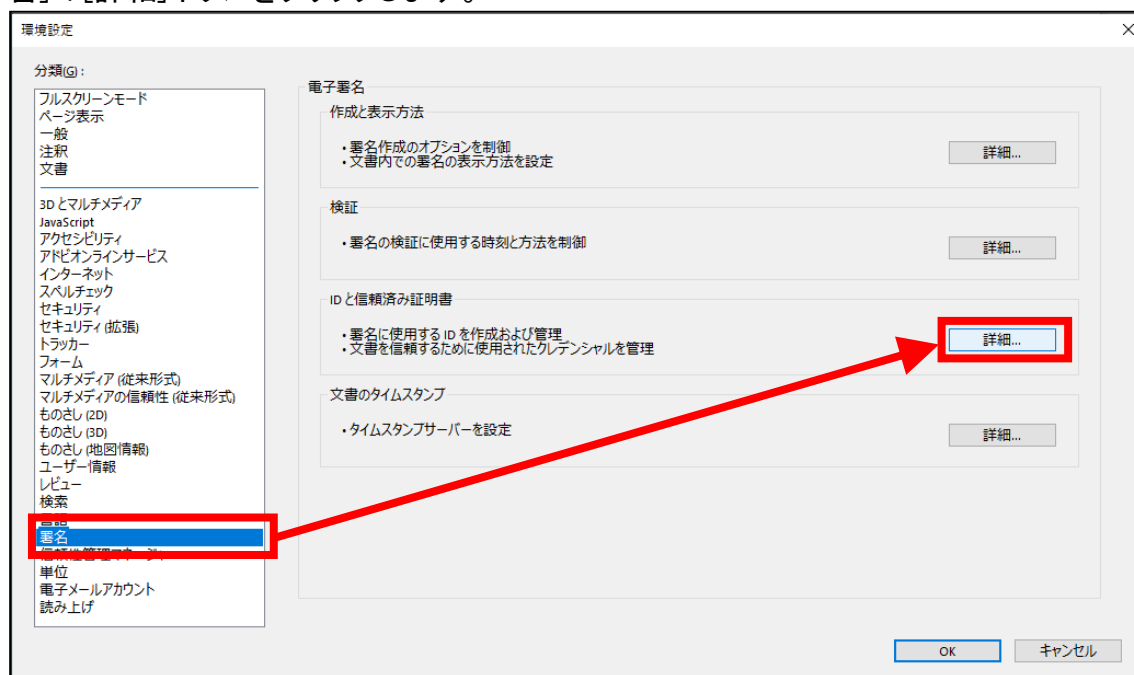 環境設定
分類(G):
フルスクリーンモード
ページ表示
一般
注釈
文書
3D とマルチメディア
JavaScript
アクセシビリティ
アドビオンラインサービス
インターネット
スペルチェック
セキュリティ
セキュリティ (拡張)
トラッカー
フォーム
マルチメディア (従来形式)
マルチメディアの信頼性 (従来形式)
ものさし (2D)
ものさし (3D)
ものさし (地図情報)
ユーザー情報
レビュー
検索
署名
単位
電子メールアカウント
読み上げ
電子署名
作成と表示方法
・署名作成のオプションを制御
・文書内での署名の表示方法を設定
詳細...
検証
・署名の検証に使用する時刻と方法を制御
詳細...
ID と信頼済み証明書
・署名に使用する ID を作成および管理
・文書を信頼するために使用されたクレデンシャルを管理
詳細...
文書のタイムスタンプ
・タイムスタンプサーバーを設定
詳細...
OK
キャンセル